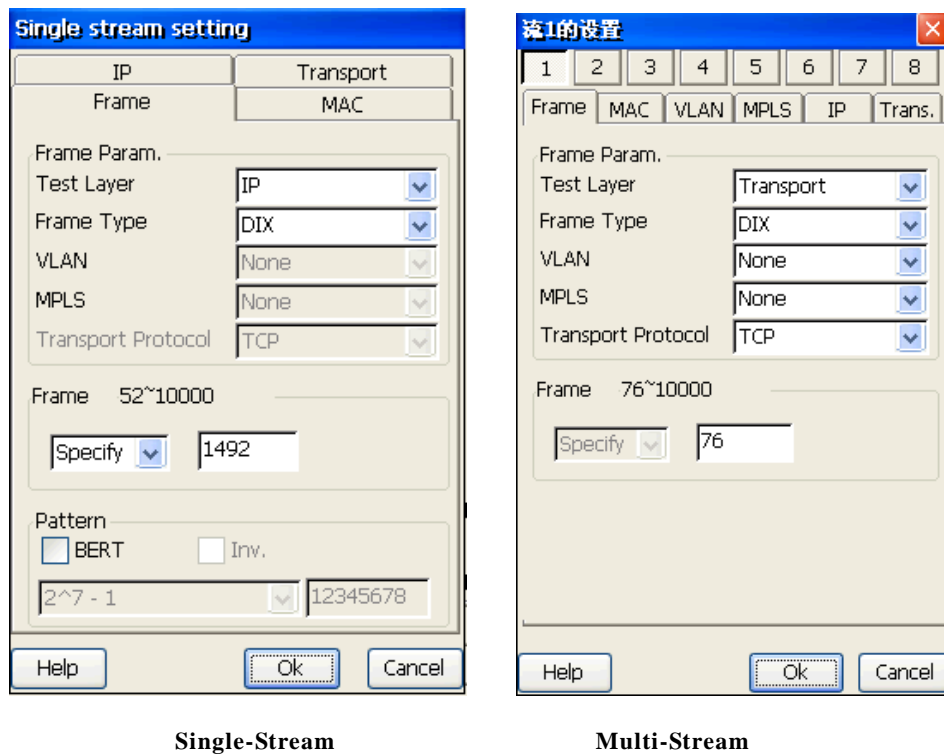 Single stream setting
IP Transport
Frame MAC
Frame Param.
Test Layer IP
Frame Type DIX
VLAN None
MPLS None
Transport Protocol TCP
Frame 52~10000
Specify 1492
Pattern
BERT Inv.
2^7 - 1 12345678
Help Ok Cancel
Single-Stream
流1的设置
1 2 3 4 5 6 7 8
Frame MAC VLAN MPLS IP Trans.
Frame Param.
Test Layer Transport
Frame Type DIX
VLAN None
MPLS None
Transport Protocol TCP
Frame 76~10000
Specify 76
Help Ok Cancel
Multi-Stream